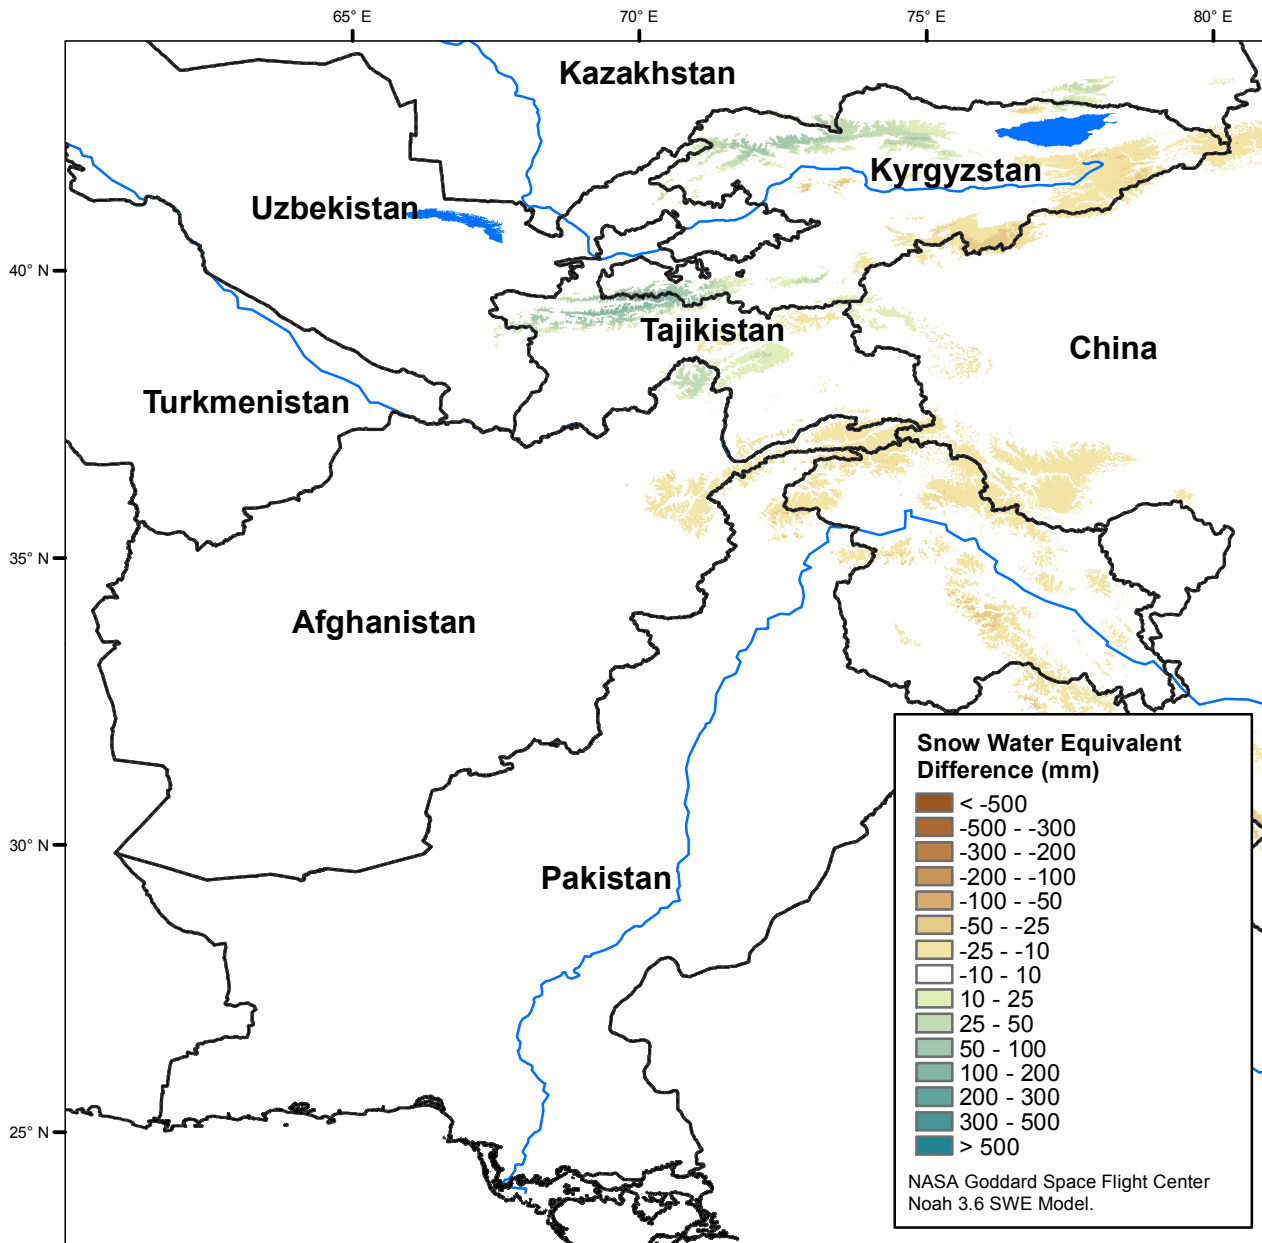 65° E
70° E
75° E
80° E
Kazakhstan
Kyrgyzstan
Uzbekistan
40° N
Tajikistan
China
Turkmenistan
35° N
Afghanistan
Snow Water Equivalent
Difference (mm)
< -500
-500 - -300
-300 - -200
-200 - -100
-100 - -50
-50 - -25
-25 - -10
-10 - 10
10 - 25
25 - 50
50 - 100
100 - 200
200 - 300
300 - 500
> 500
NASA Goddard Space Flight Center
Noah 3.6 SWE Model.
30° N
Pakistan
25° N